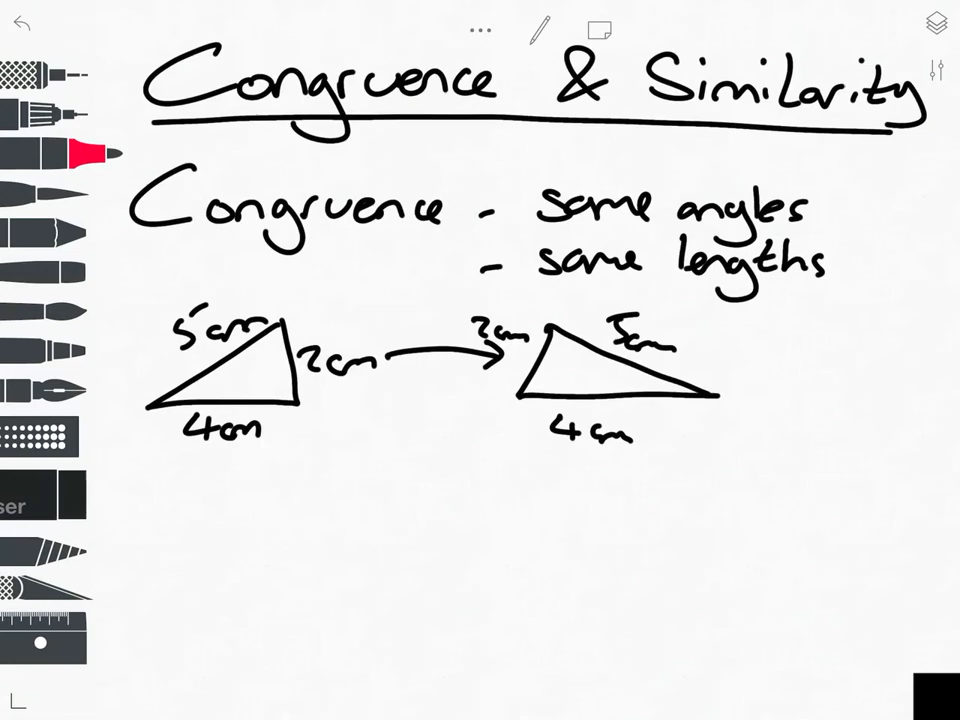 Congruence & Similarity
Congruence - same angles
- same lengths
5cm 2cm 2cm 5cm
4cm 4cm
ser